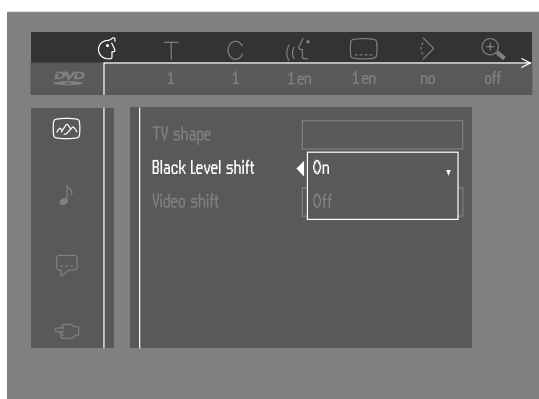 T C
DVD 1 1 1 en 1 en no off
TV shape
Black Level shift On
Video shift Off